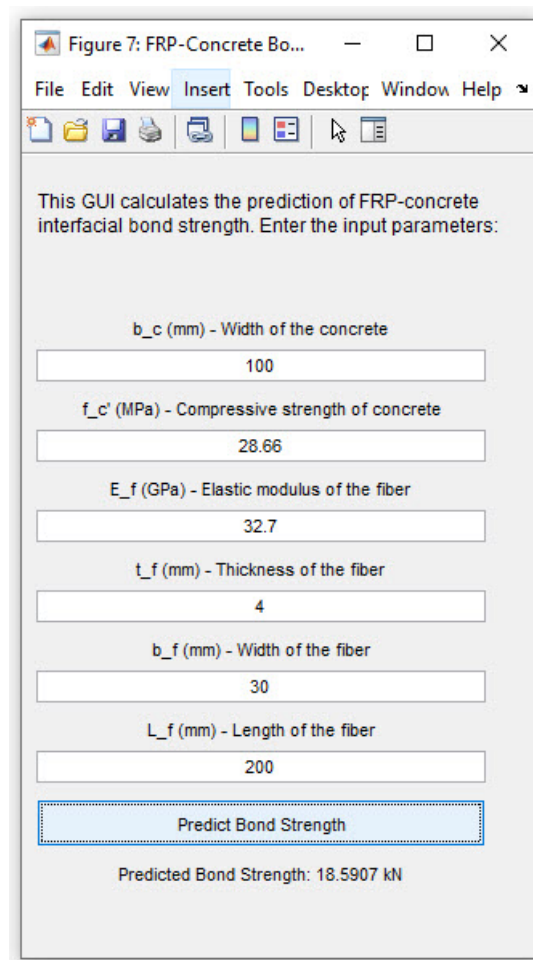 Figure 7: FRP-Concrete Bo...
File Edit View Insert Tools Desktop Window Help
This GUI calculates the prediction of FRP-concrete
interfacial bond strength. Enter the input parameters:
b_c (mm) - Width of the concrete
100
f_c' (MPa) - Compressive strength of concrete
28.66
E_f (GPa) - Elastic modulus of the fiber
32.7
t_f (mm) - Thickness of the fiber
4
b_f (mm) - Width of the fiber
30
L_f (mm) - Length of the fiber
200
Predict Bond Strength
Predicted Bond Strength: 18.5907 kN